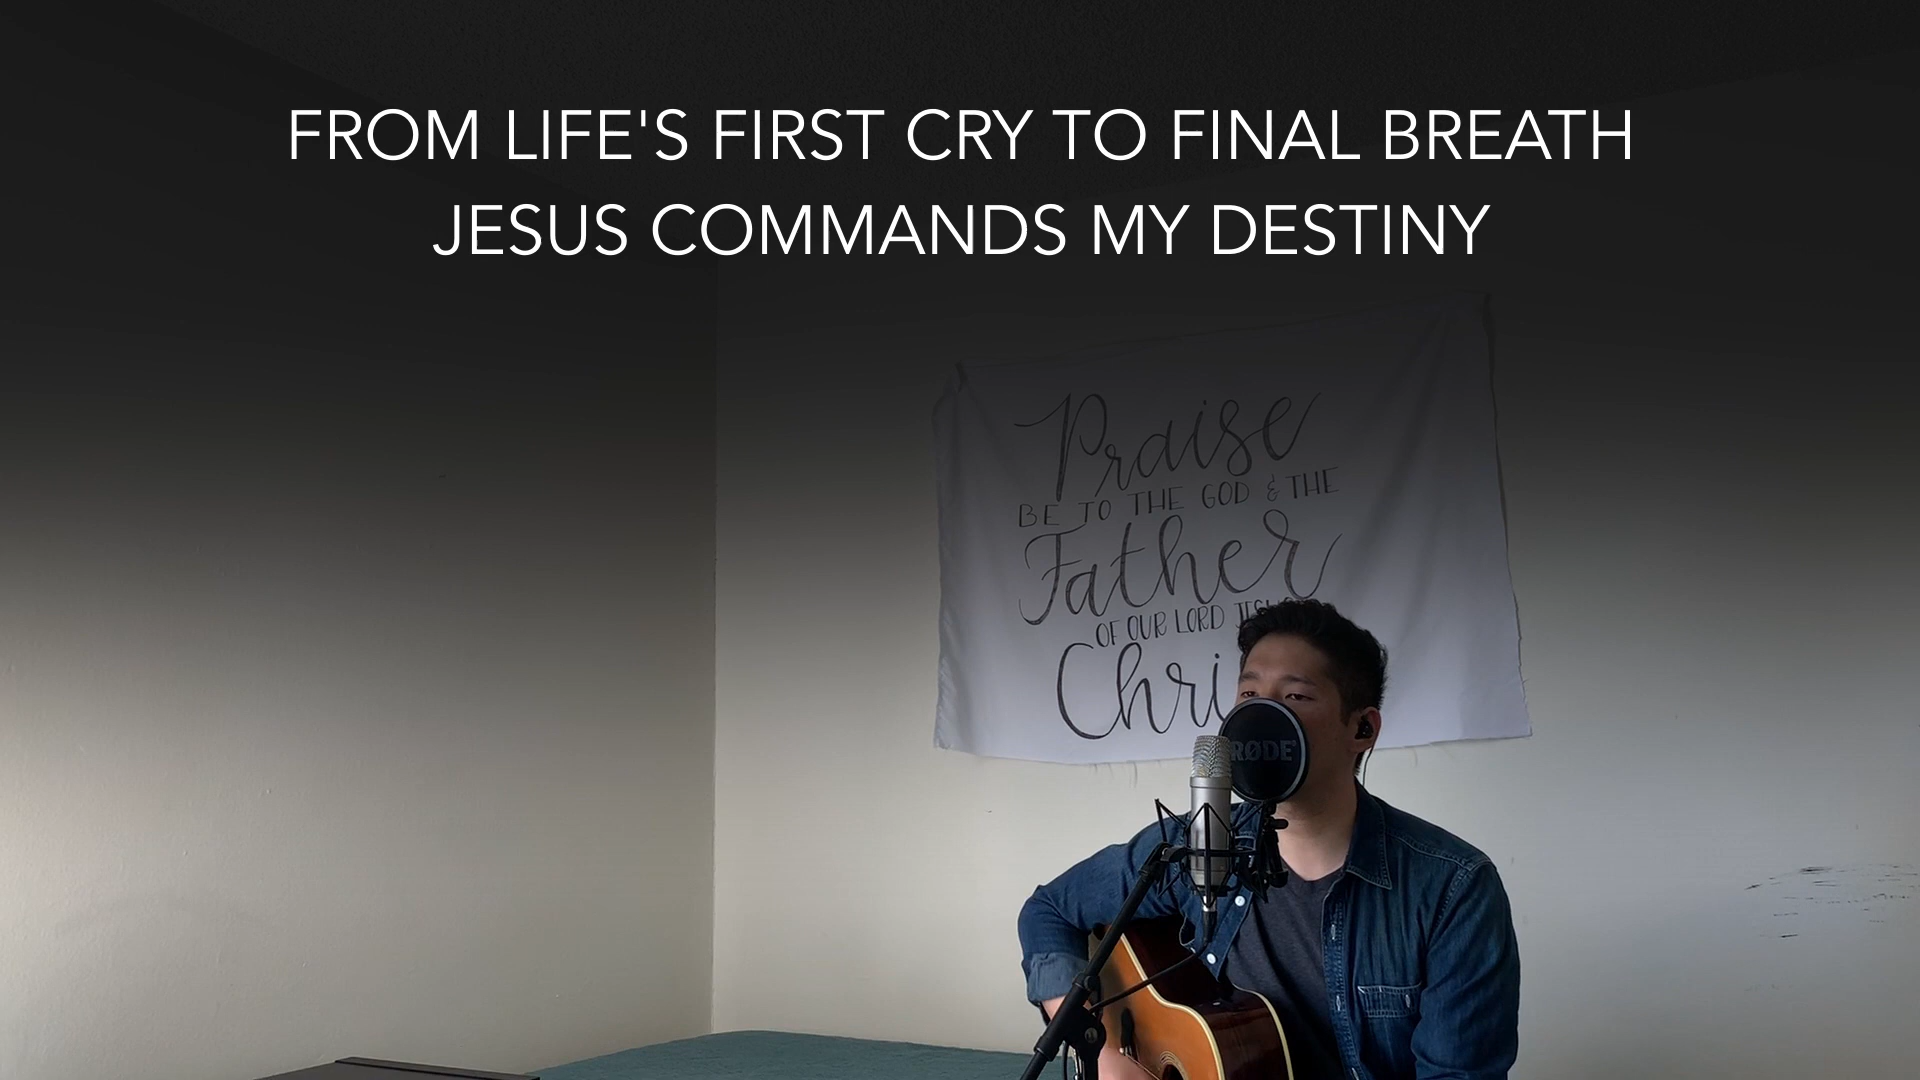 FROM LIFE'S FIRST CRY TO FINAL BREATH
JESUS COMMANDS MY DESTINY
Praise
BE TO THE GOD & THE
Father
OF OUR LORD
Chri
RØDE